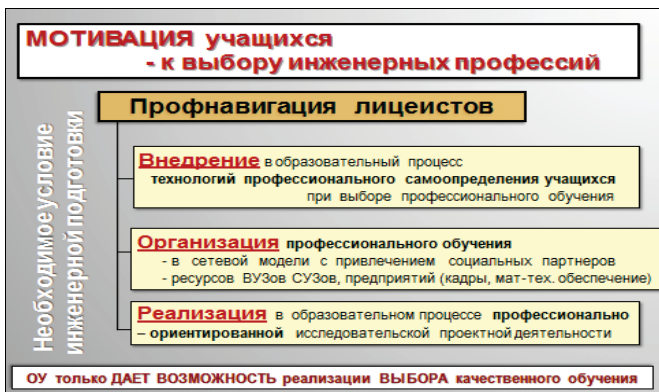 МОТИВАЦИЯ учащихся
- к выбору инженерных профессий
Необходимое условие
инженерной подготовки
Профнавигация лицеистов
Внедрение в образовательный процесс
технологий профессионального самоопределения учащихся
при выборе профессионального обучения
Организация профессионального обучения
- в сетевой модели с привлечением социальных партнеров
- ресурсов ВУЗов СУЗов, предприятий (кадры, мат-тех. обеспечение)
Реализация в образовательном процессе профессионально
– ориентированной исследовательской проектной деятельности
ОУ только ДАЕТ ВОЗМОЖНОСТЬ реализации ВЫБОРА качественного обучения